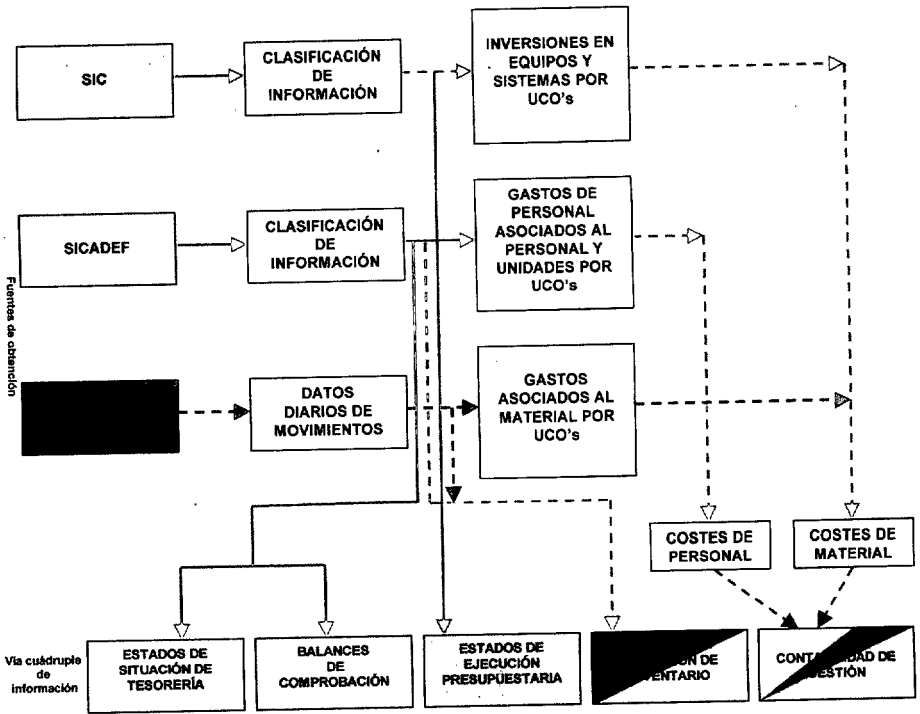 SIC
CLASIFICACIÓN
DE
INFORMACIÓN
INVERSIONES EN
EQUIPOS Y
SISTEMAS POR
UCO's
SICADEF
CLASIFICACIÓN
DE
INFORMACIÓN
GASTOS DE
PERSONAL
ASOCIADOS AL
PERSONAL Y
UNIDADES POR
UCO's
Fuentes de obtención
DATOS
DIARIOS DE
MOVIMIENTOS
GASTOS
ASOCIADOS AL
MATERIAL POR
UCO's
COSTES DE
PERSONAL
COSTES DE
MATERIAL
Via cuádruple
de
información
ESTADOS DE
SITUACIÓN DE
TESORERÍA
BALANCES
DE
COMPROBACIÓN
ESTADOS DE
EJECUCIÓN
PRESUPUESTARIA
DE
DE